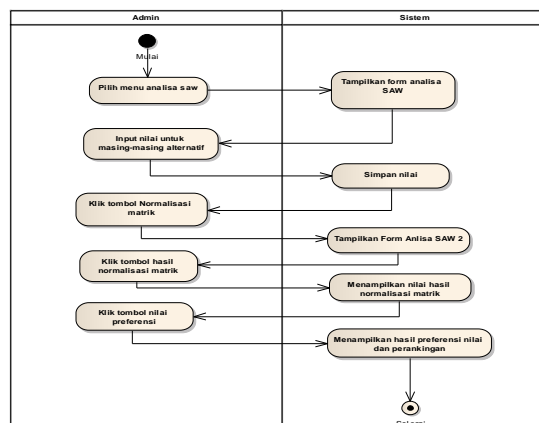 Admin
Sistem
Mulai
Pilih menu analisa saw
Tampilkan form analisa
SAW
Input nilai untuk
masing-masing alternatif
Simpan nilai
Klik tombol Normalisasi
matrik
Tampilkan Form Anlisa SAW 2
Klik tombol hasil
normalisasi matrik
Menampilkan nilai hasil
normalisasi matrik
Klik tombol nilai
preferensi
Menampilkan hasil preferensi nilai
dan perankingan